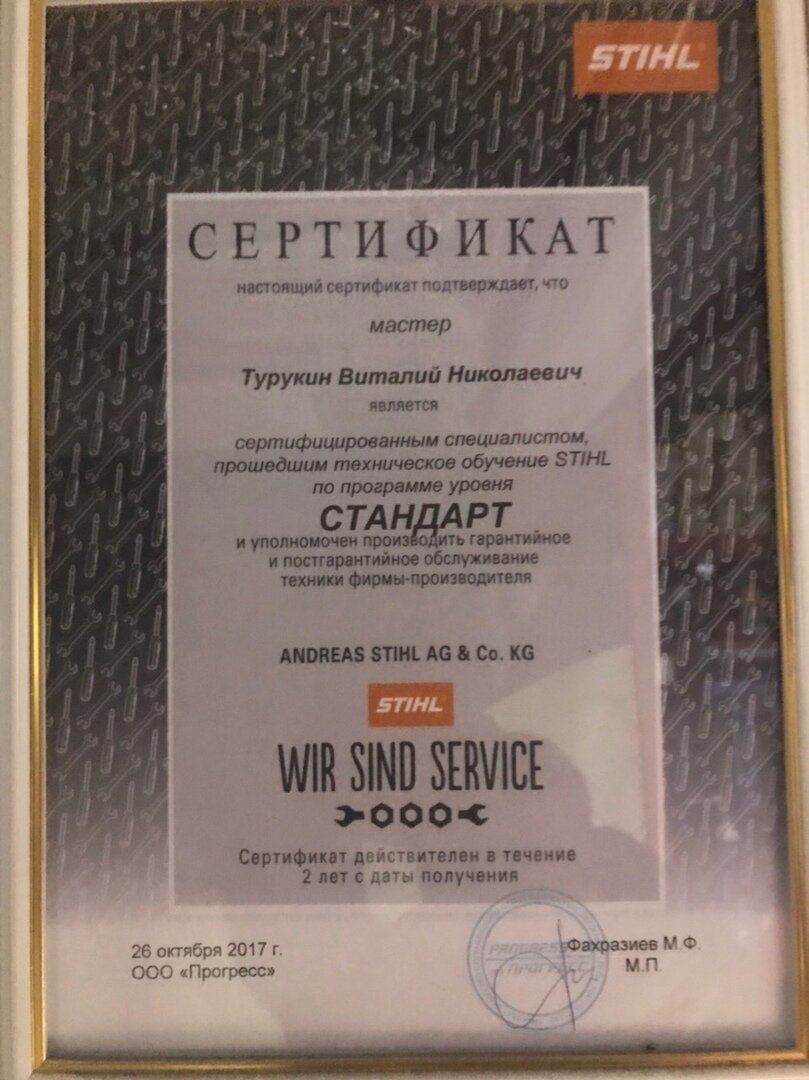 STIHL
СЕРТИФИКАТ
настоящий сертификат подтверждает, что
мастер
Турукин Виталий Николаевич
является
сертифицированным специалистом,
прошедшим техническое обучение STIHL
по программе уровня
СТАНДАРТ
и уполномочен производить гарантийное
и постгарантийное обслуживание
техники фирмы-производителя
ANDREAS STIHL AG & Co. KG
STIHL
WIR SIND SERVICE
Сертификат действителен в течение
2 лет с даты получения
26 октября 2017 г.
ООО «Прогресс»
PROGRESS
ПРОГРЕСС
Фахразиев М.Ф.
М.П.